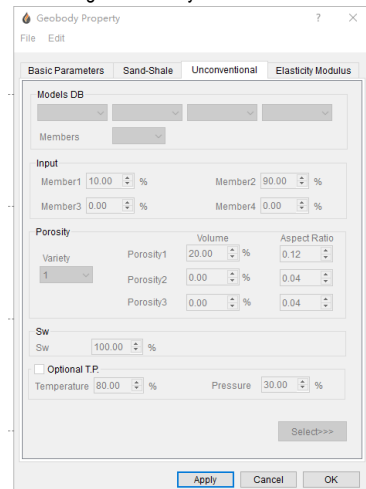 Geobody Property ? ×
File Edit
Basic Parameters Sand-Shale Unconventional Elasticity Modulus
Models DB
Members
Input
Member1 10.00 % Member2 90.00 %
Member3 0.00 % Member4 0.00 %
Porosity
Volume Aspect Ratio
Variety Porosity1 20.00 % 0.12
1 Porosity2 0.00 % 0.04
Porosity3 0.00 % 0.04
Sw
Sw 100.00 %
Optional T.P.
Temperature 80.00 % Pressure 30.00 %
Select>>>
Apply Cancel OK